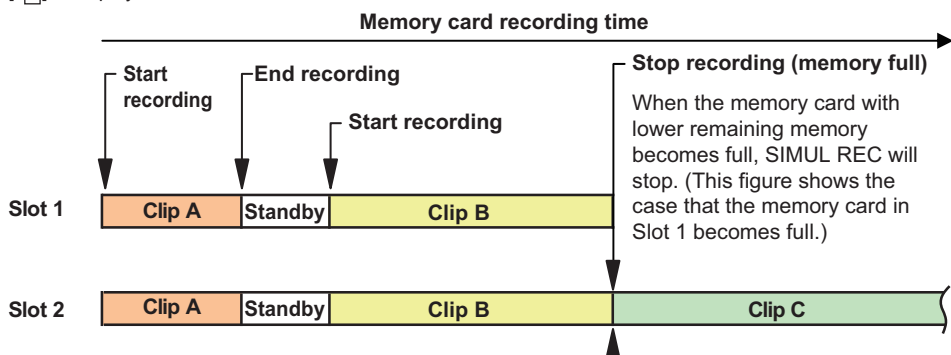 Memory card recording time
Start
recording
End recording
Start recording
Stop recording (memory full)
When the memory card with
lower remaining memory
becomes full, SIMUL REC will
stop. (This figure shows the
case that the memory card in
Slot 1 becomes full.)
Slot 1
Clip A
Standby
Clip B
Slot 2
Clip A
Standby
Clip B
Clip C